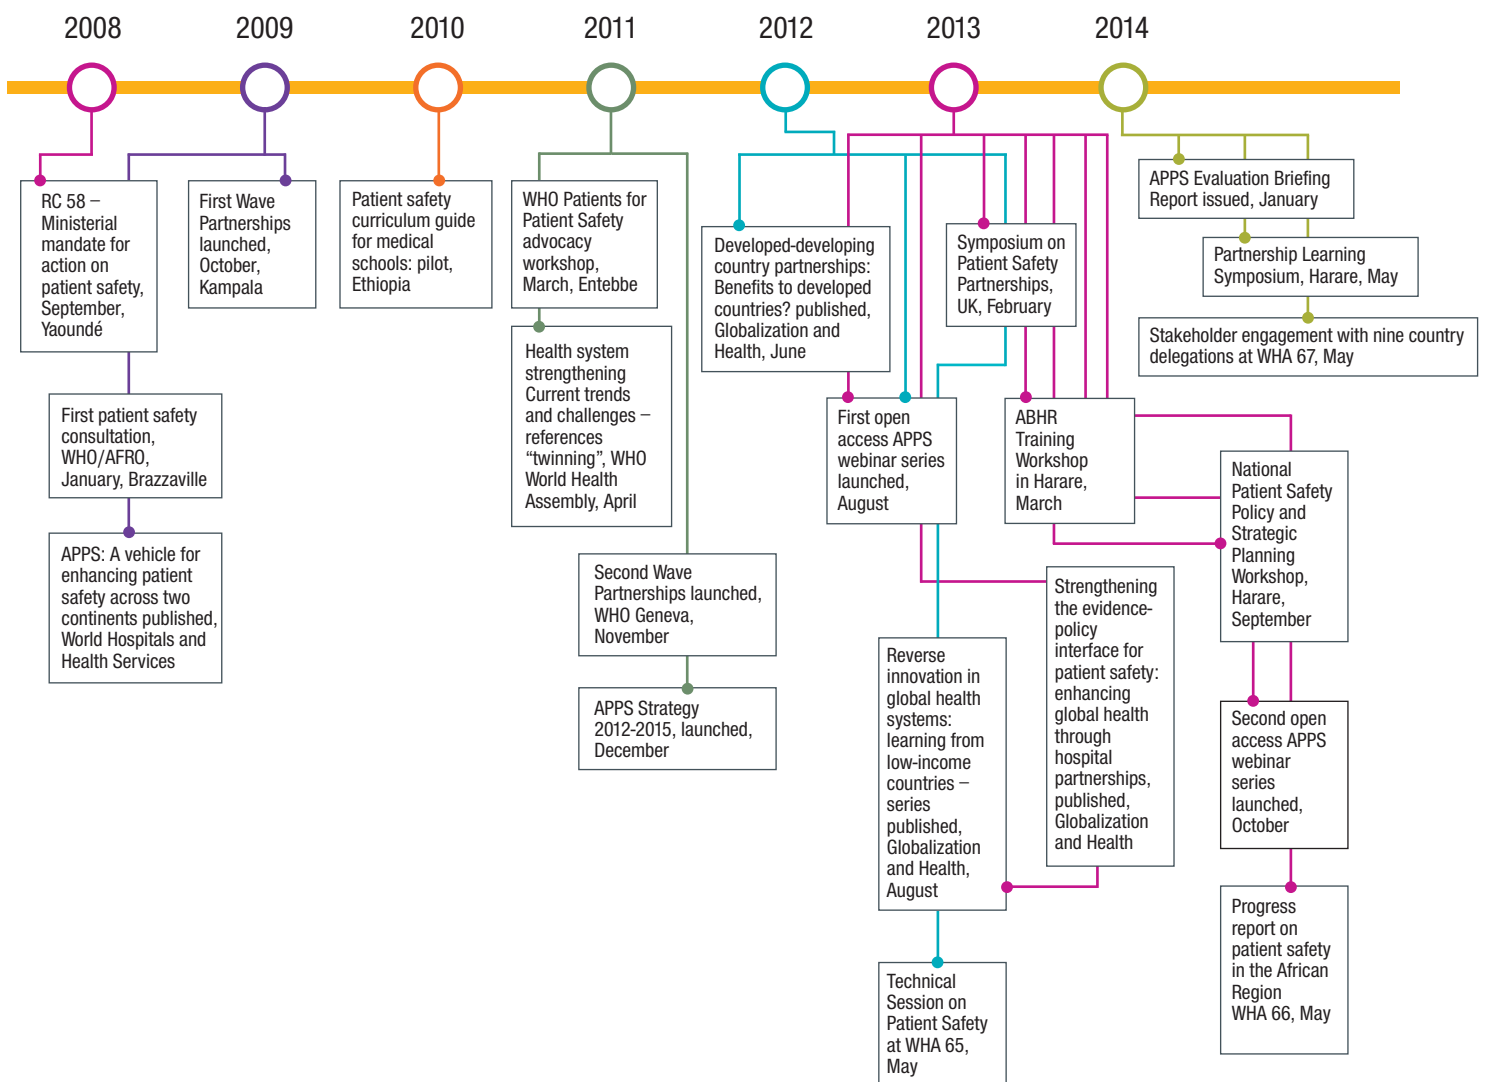 2008
2009
2010
2011
2012
2013
2014
RC 58 –
Ministerial
mandate for
action on
patient safety,
September,
Yaoundé
First patient safety
consultation,
WHO/AFRO,
January, Brazzaville
APPS: A vehicle for
enhancing patient
safety across two
continents published,
World Hospitals and
Health Services
First Wave
Partnerships
launched,
October,
Kampala
Patient safety
curriculum guide
for medical
schools: pilot,
Ethiopia
WHO Patients for
Patient Safety
advocacy
workshop,
March, Entebbe
Health system
strengthening
Current trends
and challenges –
references
“twinning”, WHO
World Health
Assembly, April
Second Wave
Partnerships launched,
WHO Geneva,
November
APPS Strategy
2012-2015, launched,
December
Developed-developing
country partnerships:
Benefits to developed
countries? published,
Globalization and
Health, June
First open
access APPS
webinar series
launched,
August
Reverse
innovation in
global health
systems:
learning from
low-income
countries –
series
published,
Globalization
and Health,
August
Technical
Session on
Patient Safety
at WHA 65,
May
Symposium on
Patient Safety
Partnerships,
UK, February
ABHR
Training
Workshop
in Harare,
March
Strengthening
the evidence-
policy
interface for
patient safety:
enhancing
global health
through
hospital
partnerships,
published,
Globalization
and Health
National
Patient Safety
Policy and
Strategic
Planning
Workshop,
Harare,
September
Second open
access APPS
webinar
series
launched,
October
Progress
report on
patient safety
in the African
Region
WHA 66, May
APPS Evaluation Briefing
Report issued, January
Partnership Learning
Symposium, Harare, May
Stakeholder engagement with nine country
delegations at WHA 67, May